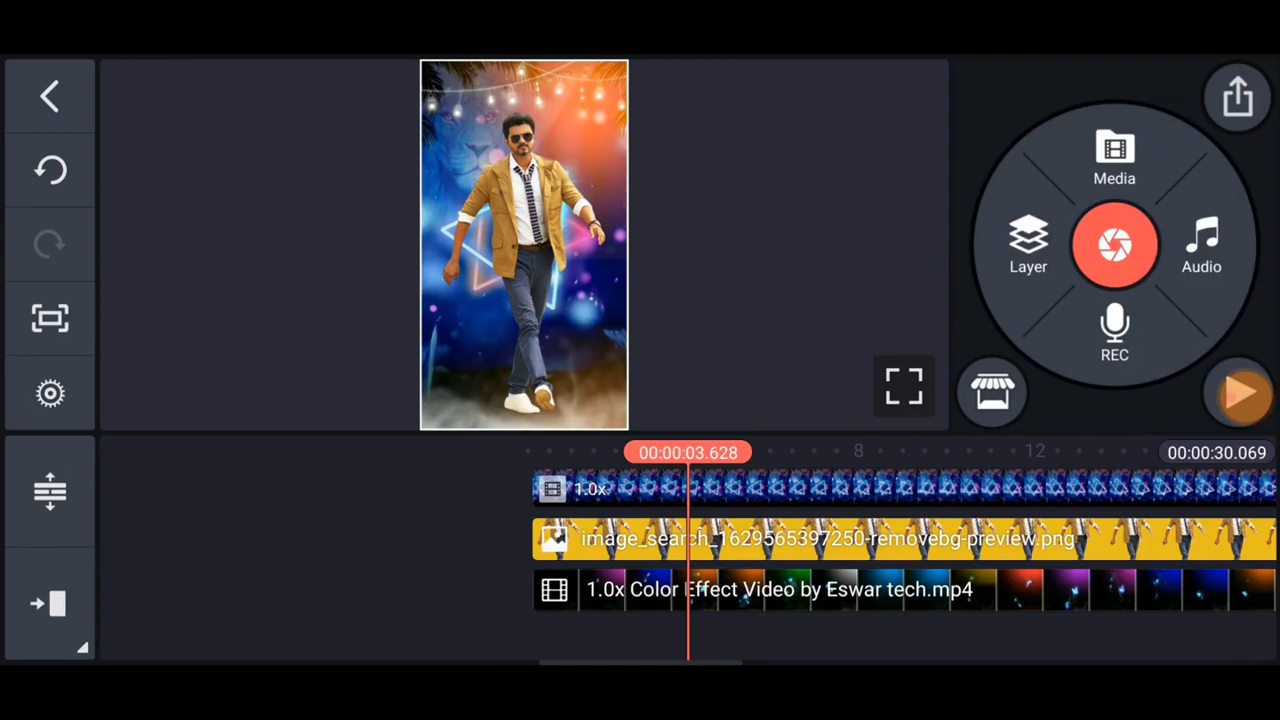 Media
Layer
Audio
REC
00:00:03.628
8
12
00:00:30.069
1.0x
image_search_1629565397250-removebg-preview.png
1.0x Color Effect Video by Eswar tech.mp4